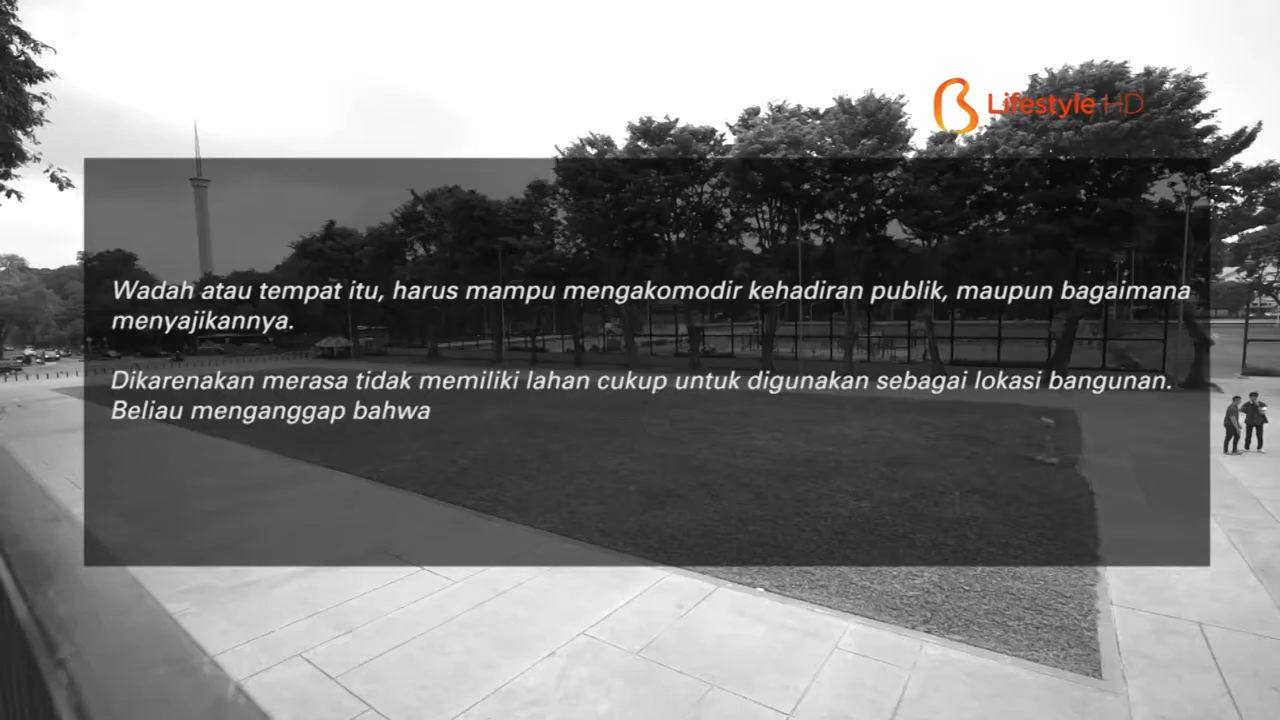 Lifestyle HD
Wadah atau tempat itu, harus mampu mengakomodir kehadiran publik, maupun bagaimana
menyajikannya.
Dikarenakan merasa tidak memiliki lahan cukup untuk digunakan sebagai lokasi bangunan.
Beliau menganggap bahwa